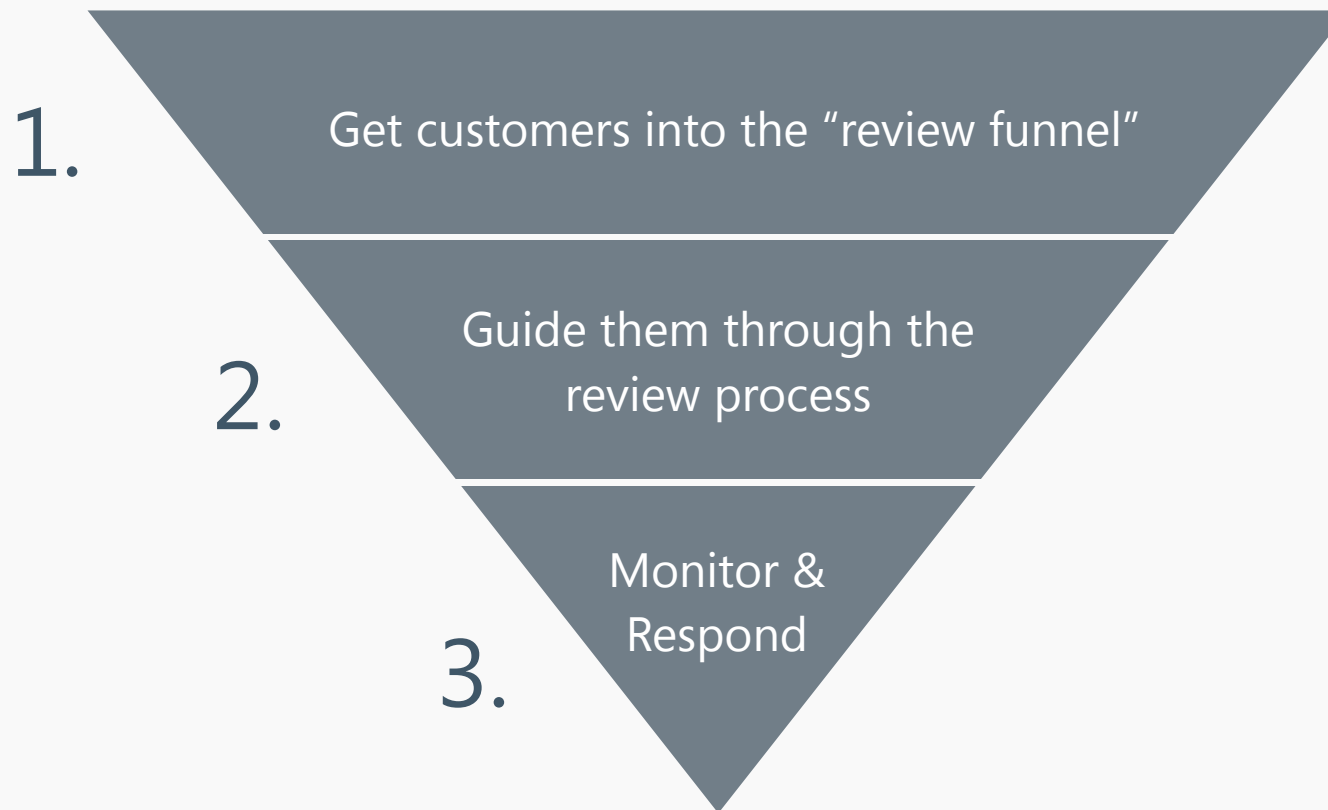 1.
Get customers into the “review funnel”
2.
Guide them through the
review process
3.
Monitor &
Respond